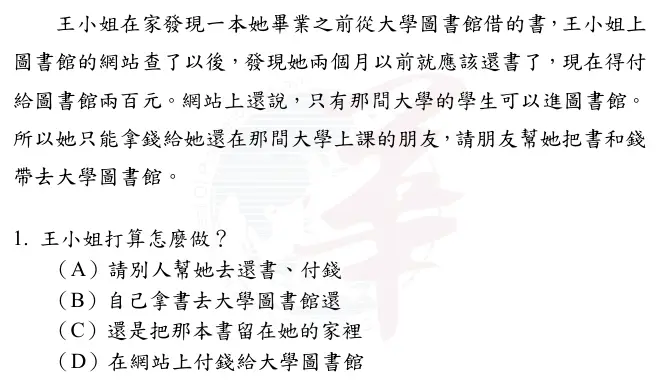 王小姐在家發現一本她畢業之前從大學圖書館借的書，王小姐上
圖書館的網站查了以後，發現她兩個月以前就應該還書了，現在得付
給圖書館兩百元。網站上還說，只有那間大學的學生可以進圖書館。
所以她只能拿錢給她還在那間大學上課的朋友，請朋友幫她把書和錢
帶去大學圖書館。
1. 王小姐打算怎麼做？
（A）請別人幫她去還書、付錢
（B）自己拿書去大學圖書館還
（C）還是把那本書留在她的家裡
（D）在網站上付錢給大學圖書館